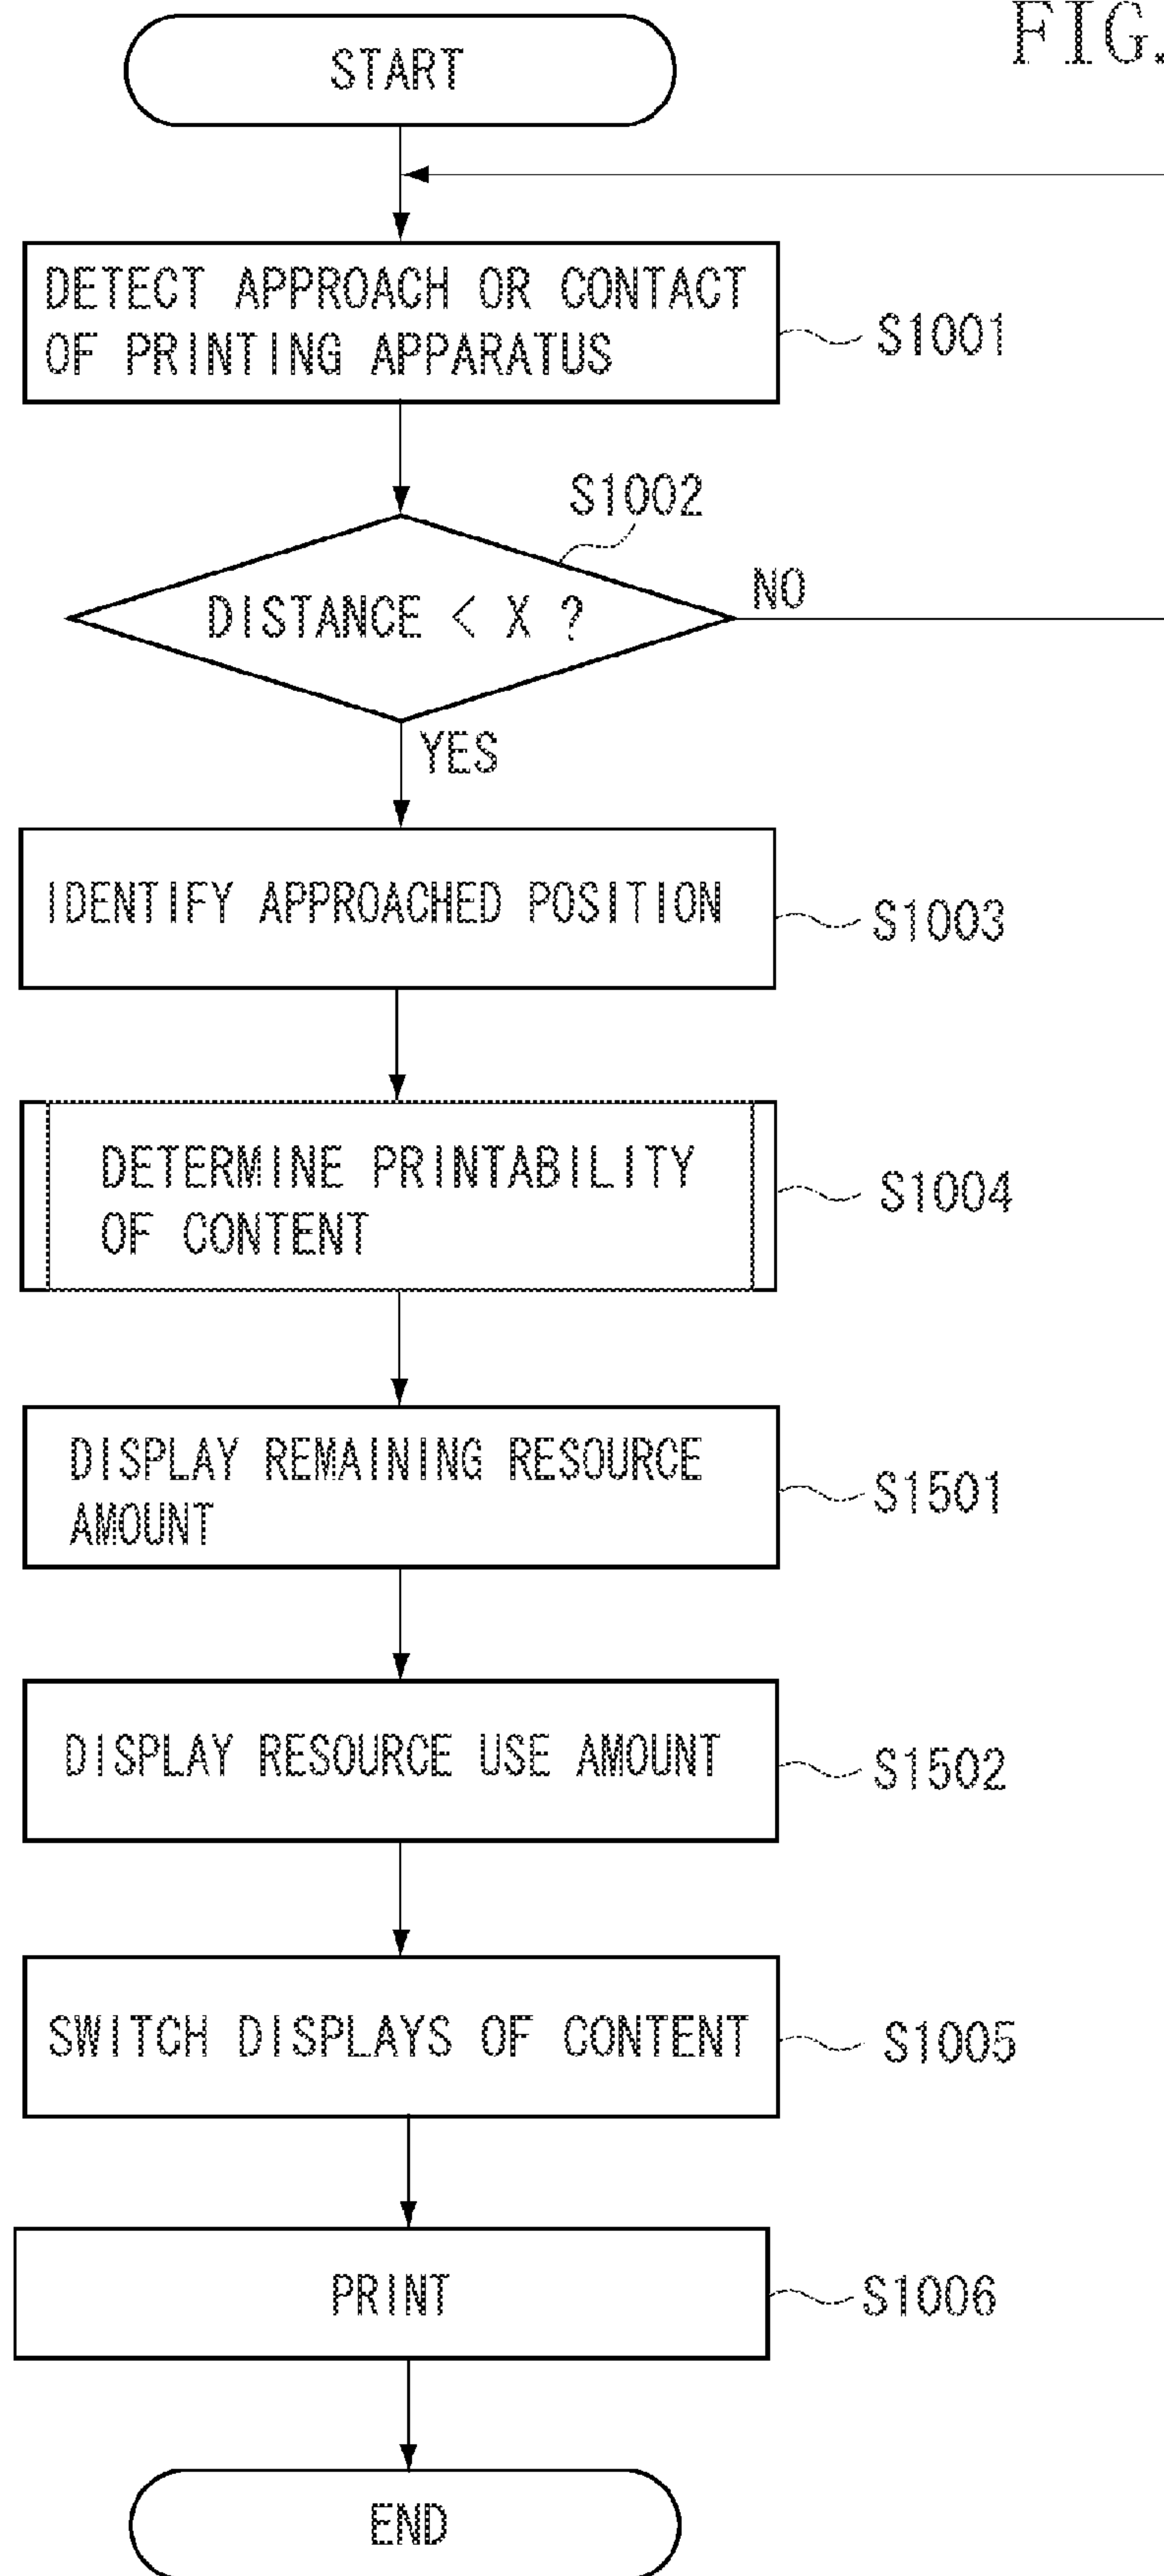 FIG.
START
DETECT APPROACH OR CONTACT
OF PRINTING APPARATUS
S1001
S1002
DISTANCE < X ?
NO
YES
IDENTIFY APPROACHED POSITION
S1003
DETERMINE PRINTABILITY
OF CONTENT
S1004
DISPLAY REMAINING RESOURCE
AMOUNT
S1501
DISPLAY RESOURCE USE AMOUNT
S1502
SWITCH DISPLAYS OF CONTENT
S1005
PRINT
S1006
END